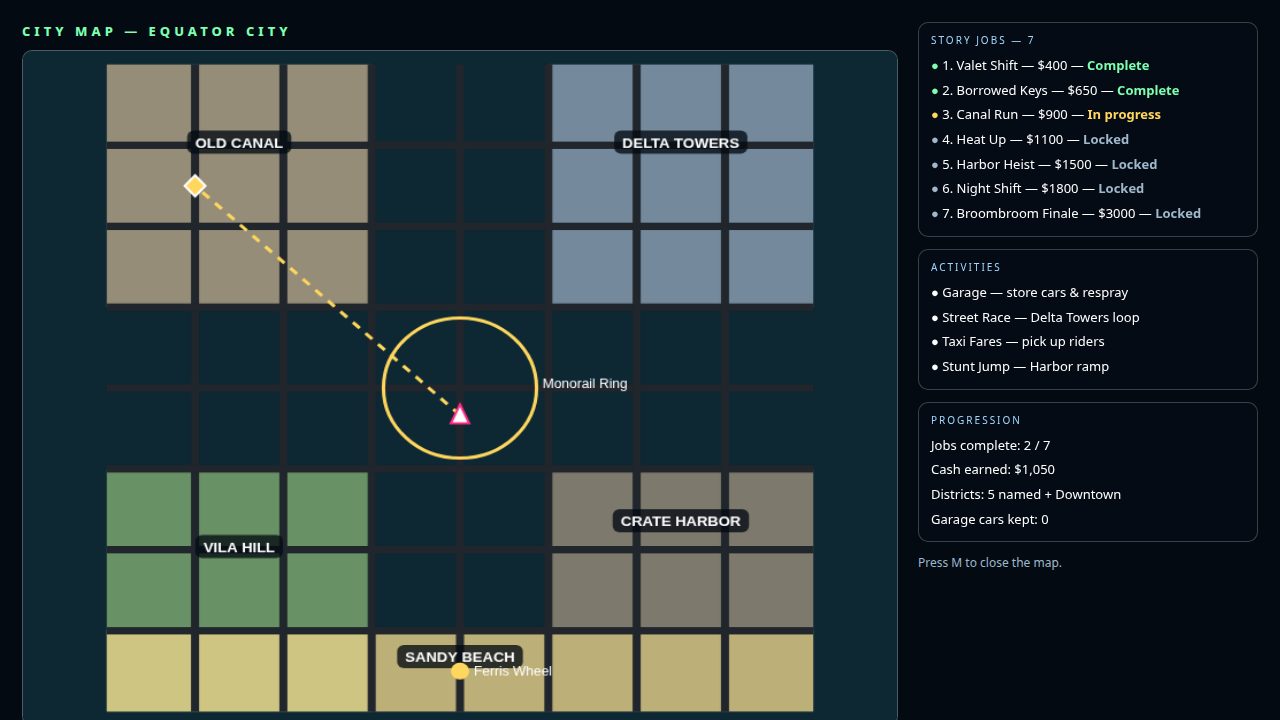 CITY MAP — EQUATOR CITY
OLD CANAL
DELTA TOWERS
Monorail Ring
CRATE HARBOR
VILA HILL
SANDY BEACH
Ferris Wheel
STORY JOBS — 7
● 1. Valet Shift — $400 — Complete
● 2. Borrowed Keys — $650 — Complete
● 3. Canal Run — $900 — In progress
● 4. Heat Up — $1100 — Locked
● 5. Harbor Heist — $1500 — Locked
● 6. Night Shift — $1800 — Locked
● 7. Broombroom Finale — $3000 — Locked
ACTIVITIES
● Garage — store cars & respray
● Street Race — Delta Towers loop
● Taxi Fares — pick up riders
● Stunt Jump — Harbor ramp
PROGRESSION
Jobs complete: 2 / 7
Cash earned: $1,050
Districts: 5 named + Downtown
Garage cars kept: 0
Press M to close the map.